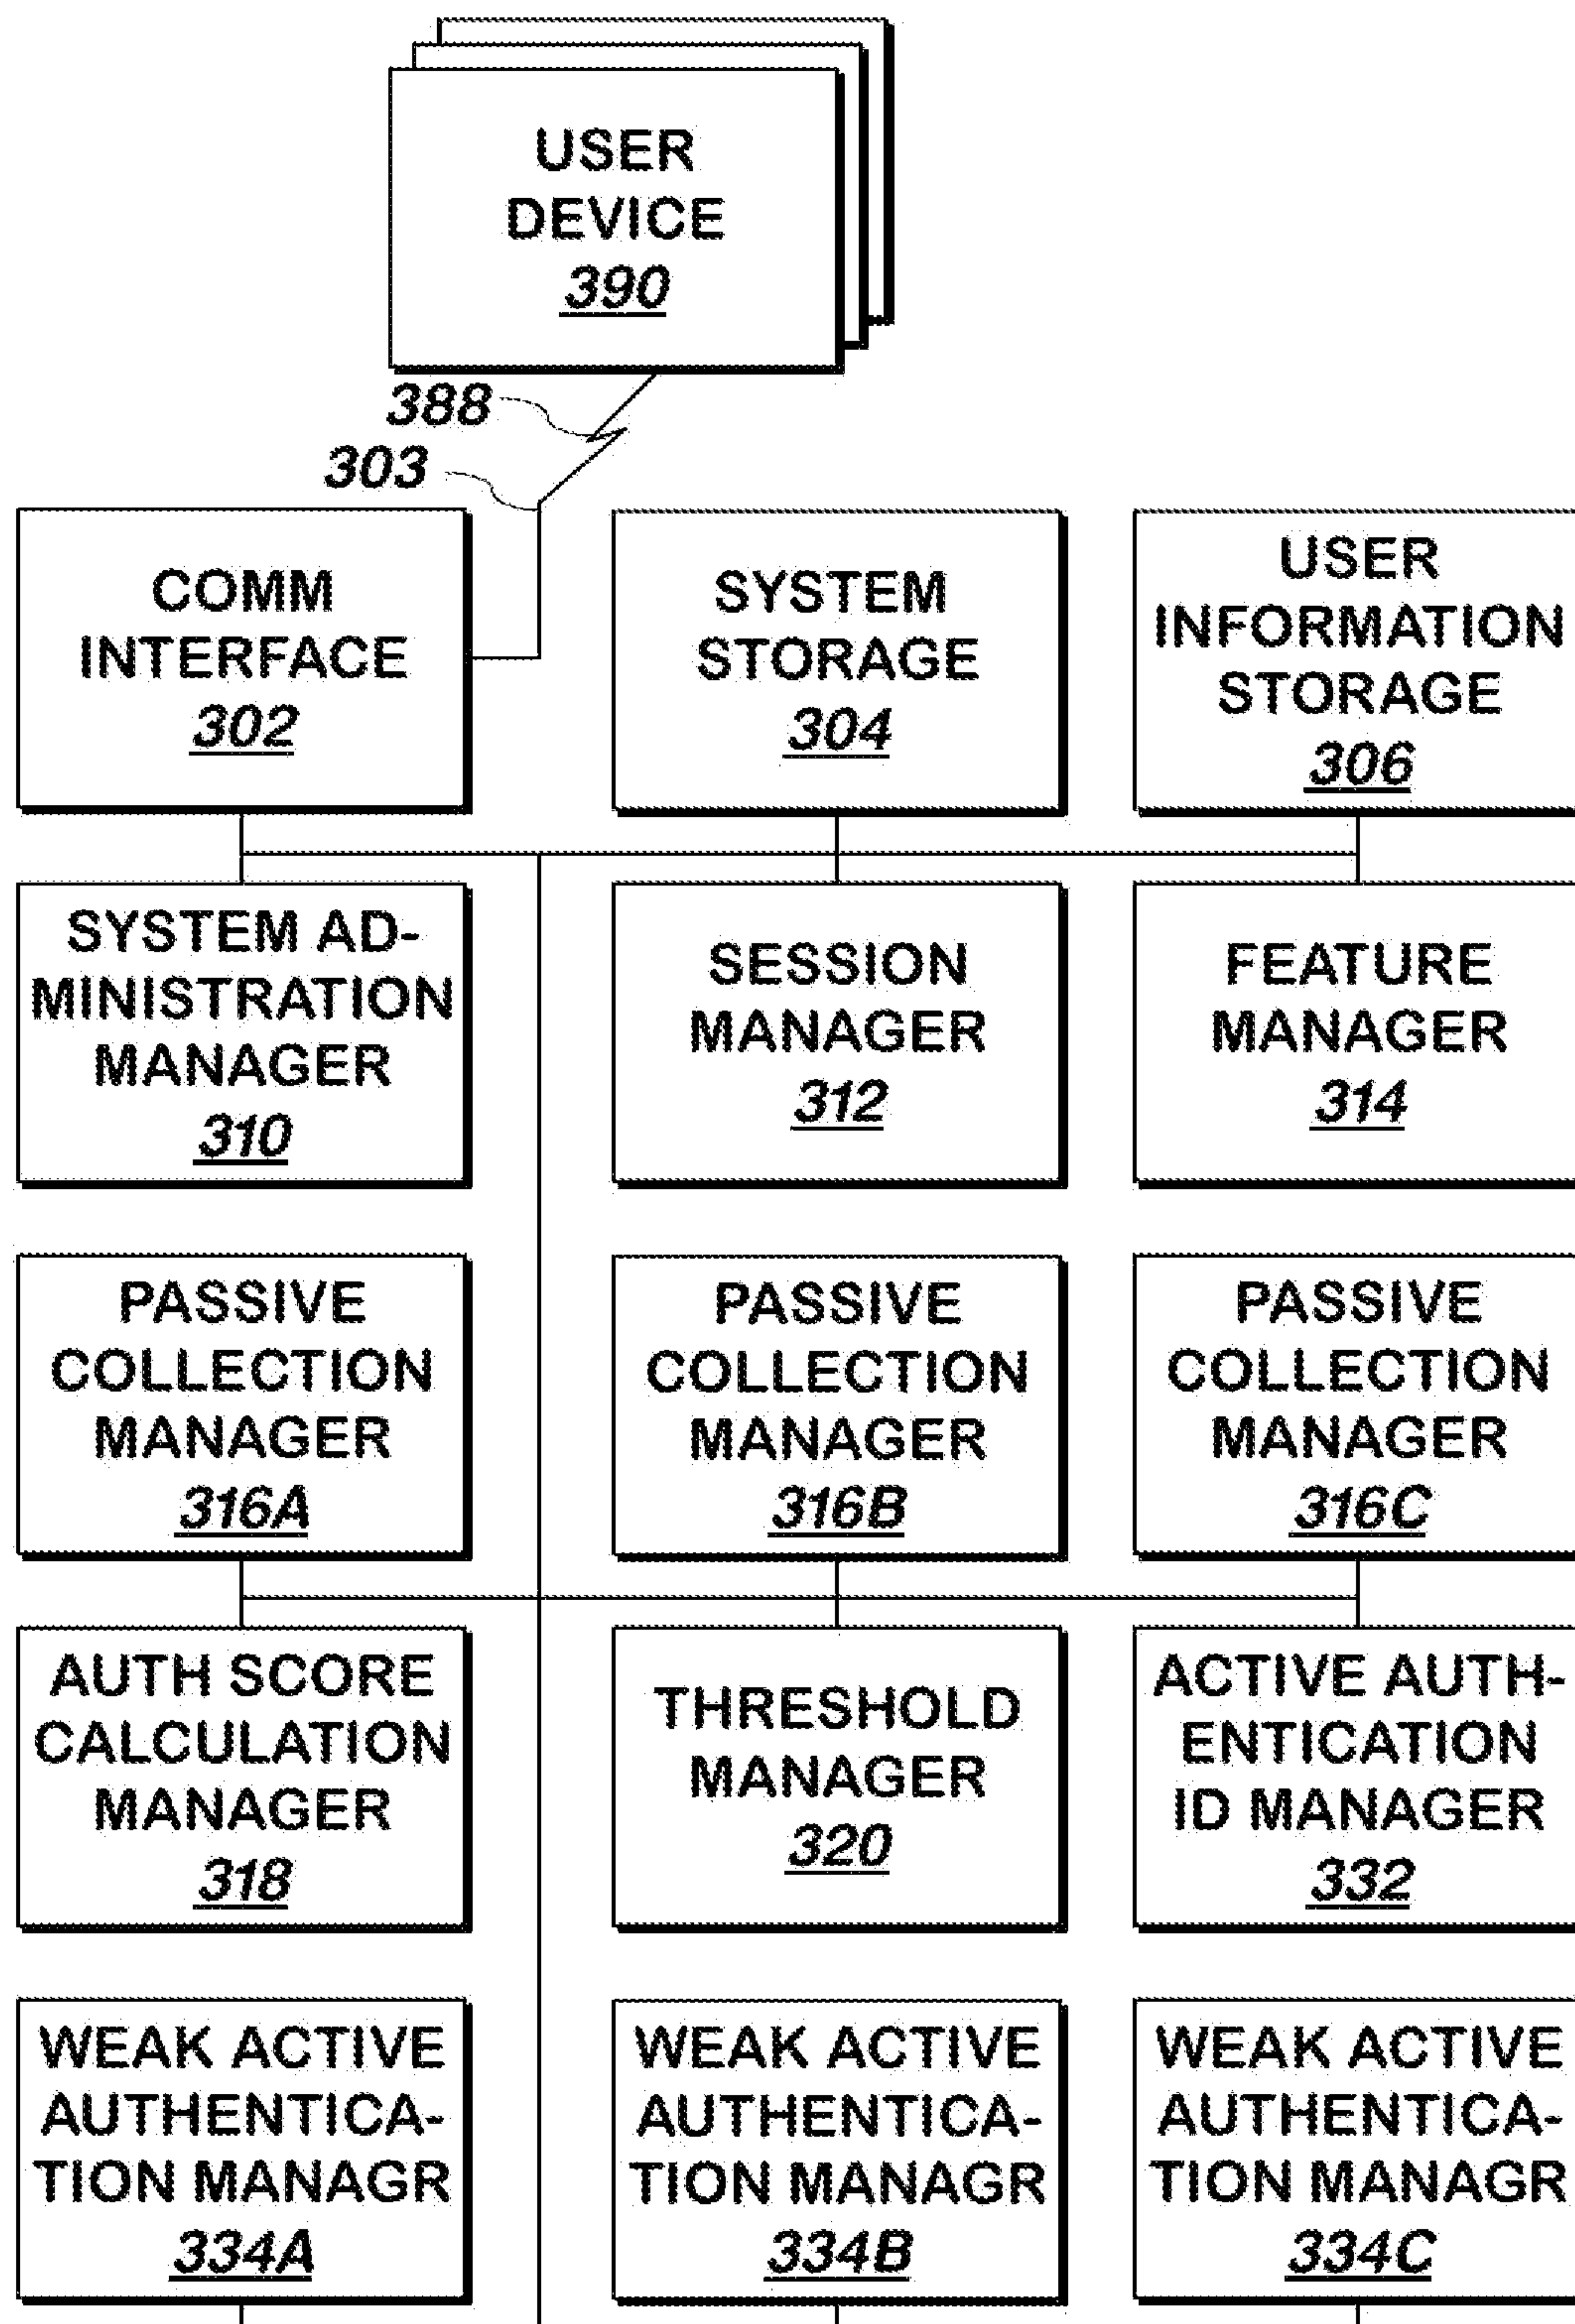 USER
DEVICE
390
388
303
COMM
INTERFACE
302
SYSTEM
STORAGE
304
USER
INFORMATION
STORAGE
306
SYSTEM AD-
MINISTRATION
MANAGER
310
SESSION
MANAGER
312
FEATURE
MANAGER
314
PASSIVE
COLLECTION
MANAGER
316A
PASSIVE
COLLECTION
MANAGER
316B
PASSIVE
COLLECTION
MANAGER
316C
AUTH SCORE
CALCULATION
MANAGER
318
THRESHOLD
MANAGER
320
ACTIVE AUTH-
ENTICATION
ID MANAGER
332
WEAK ACTIVE
AUTHENTICA-
TION MANAGR
334A
WEAK ACTIVE
AUTHENTICA-
TION MANAGR
334B
WEAK ACTIVE
AUTHENTICA-
TION MANAGR
334C